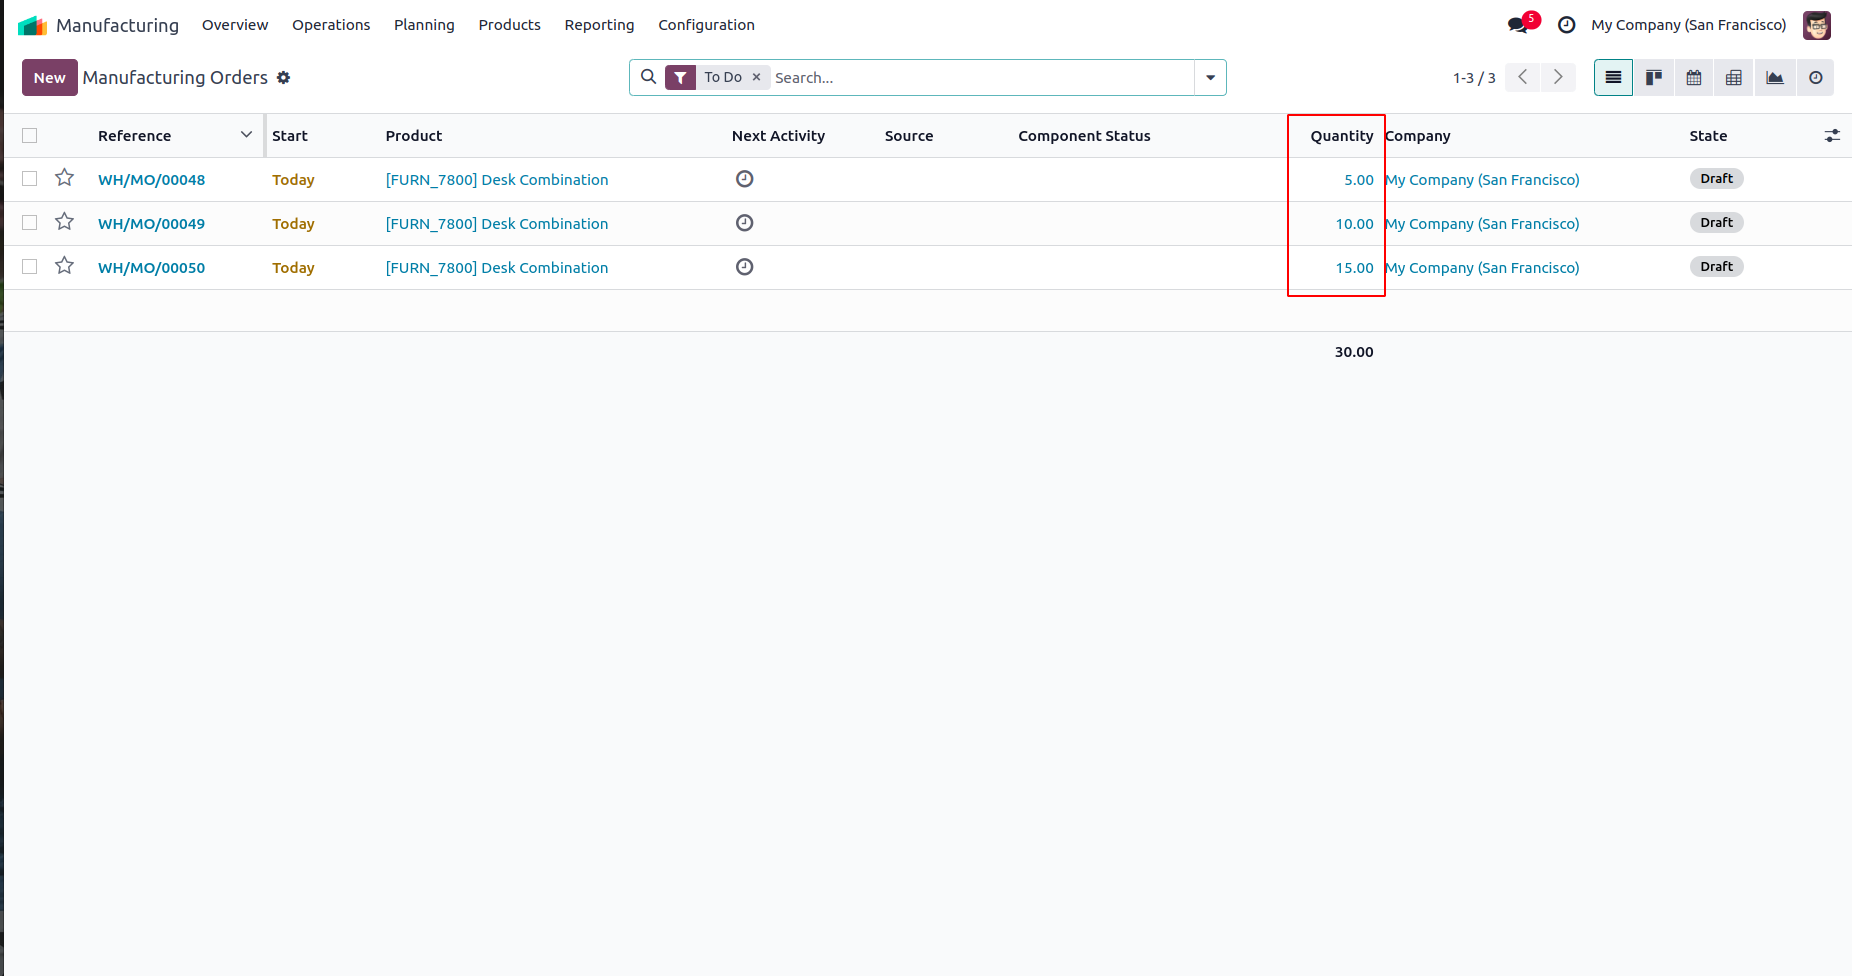 Manufacturing Overview Operations Planning Products Reporting Configuration 5 My Company (San Francisco)
New Manufacturing Orders To Do × Search... 1-3 / 3
Reference Start Product Next Activity Source Component Status Quantity Company State
WH/MO/00048 Today [FURN_7800] Desk Combination 5.00 My Company (San Francisco) Draft
WH/MO/00049 Today [FURN_7800] Desk Combination 10.00 My Company (San Francisco) Draft
WH/MO/00050 Today [FURN_7800] Desk Combination 15.00 My Company (San Francisco) Draft
30.00